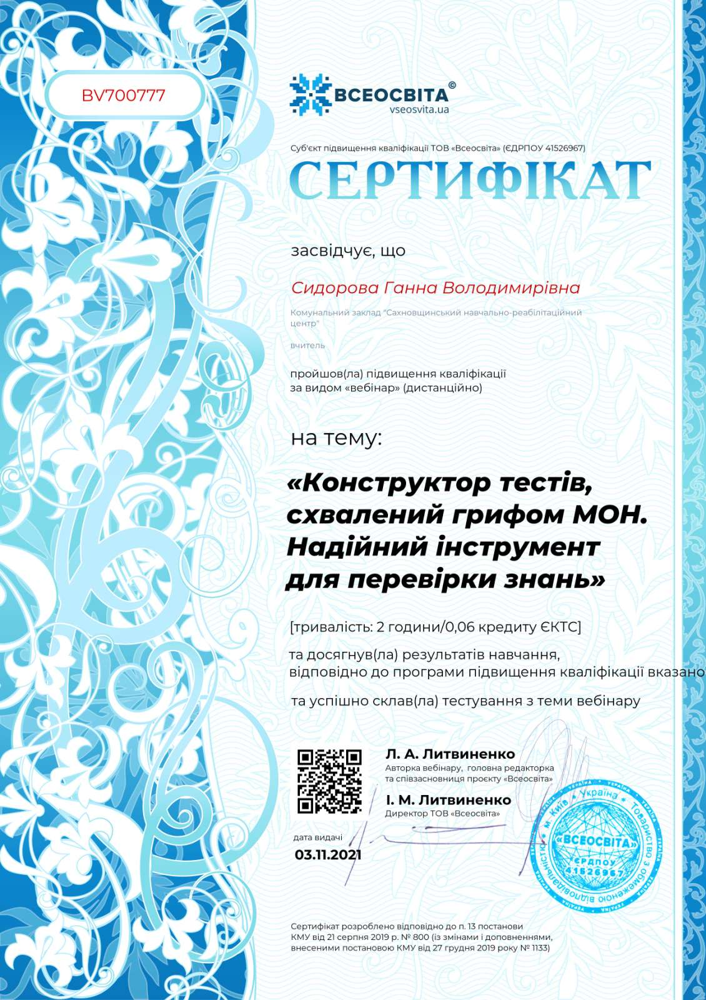 BV700777
ВСЕОСВІТА©
vseosvita.ua
Суб'єкт підвищення кваліфікації ТОВ «Всеосвіта» (ЄДРПОУ 41526967)
СЕРТИФІКАТ
засвідчує, що
Сидорова Ганна Володимирівна
Комунальний заклад "Сахновщинський навчально-реабілітаційний
центр"
вчитель
пройшов(ла) підвищення кваліфікації
за видом «вебінар» (дистанційно)
на тему:
«Конструктор тестів,
схвалений грифом МОН.
Надійний інструмент
для перевірки знань»
[тривалість: 2 години/0,06 кредиту ЄКТС]
та досягнув(ла) результатів навчання,
відповідно до програми підвищення кваліфікації вказано
та успішно склав(ла) тестування з теми вебінару
Л. А. Литвиненко
Авторка вебінару, головна редакторка
та співзасновниця проєкту «Всеосвіта»
І. М. Литвиненко
Директор ТОВ «Всеосвіта»
дата видачі
03.11.2021
УКРАЇНА • УКРАЇНА • УКРАЇНА
м. Київ • Україна • Товариство з обмеженою відповідальністю
«ВСЕОСВІТА»
ЄРДПОУ
41526967
Сертифікат розроблено відповідно до п. 13 постанови
КМУ від 21 серпня 2019 р. № 800 (із змінами і доповненнями,
внесеними постановою КМУ від 27 грудня 2019 року № 1133)